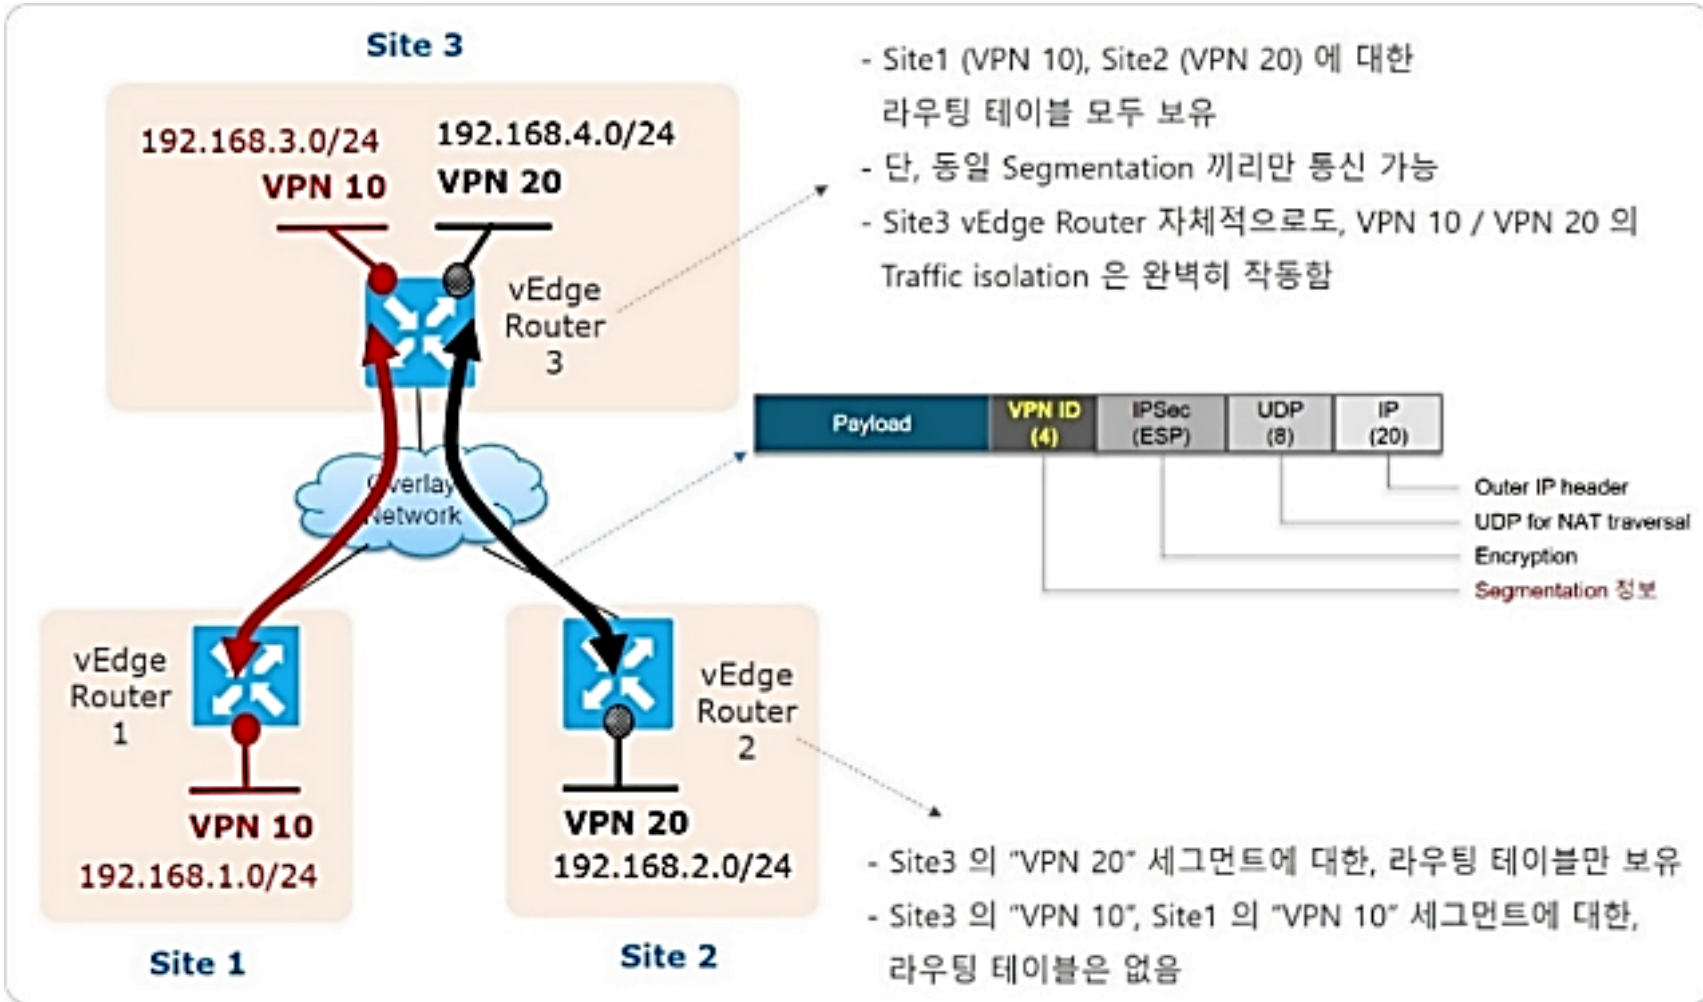 Site 3
192.168.3.0/24
VPN 10
192.168.4.0/24
VPN 20
vEdge
Router
3
- Site1 (VPN 10), Site2 (VPN 20) 에 대한
라우팅 테이블 모두 보유
- 단, 동일 Segmentation 끼리만 통신 가능
- Site3 vEdge Router 자체적으로도, VPN 10 / VPN 20 의
Traffic isolation 은 완벽히 작동함
Payload
VPN ID
(4)
IPSec
(ESP)
UDP
(8)
IP
(20)
Outer IP header
UDP for NAT traversal
Encryption
Segmentation 정보
Overlay
Network
vEdge
Router
1
VPN 10
192.168.1.0/24
Site 1
vEdge
Router
2
VPN 20
192.168.2.0/24
Site 2
- Site3 의 "VPN 20" 세그먼트에 대한, 라우팅 테이블만 보유
- Site3 의 "VPN 10", Site1 의 "VPN 10" 세그먼트에 대한,
라우팅 테이블은 없음